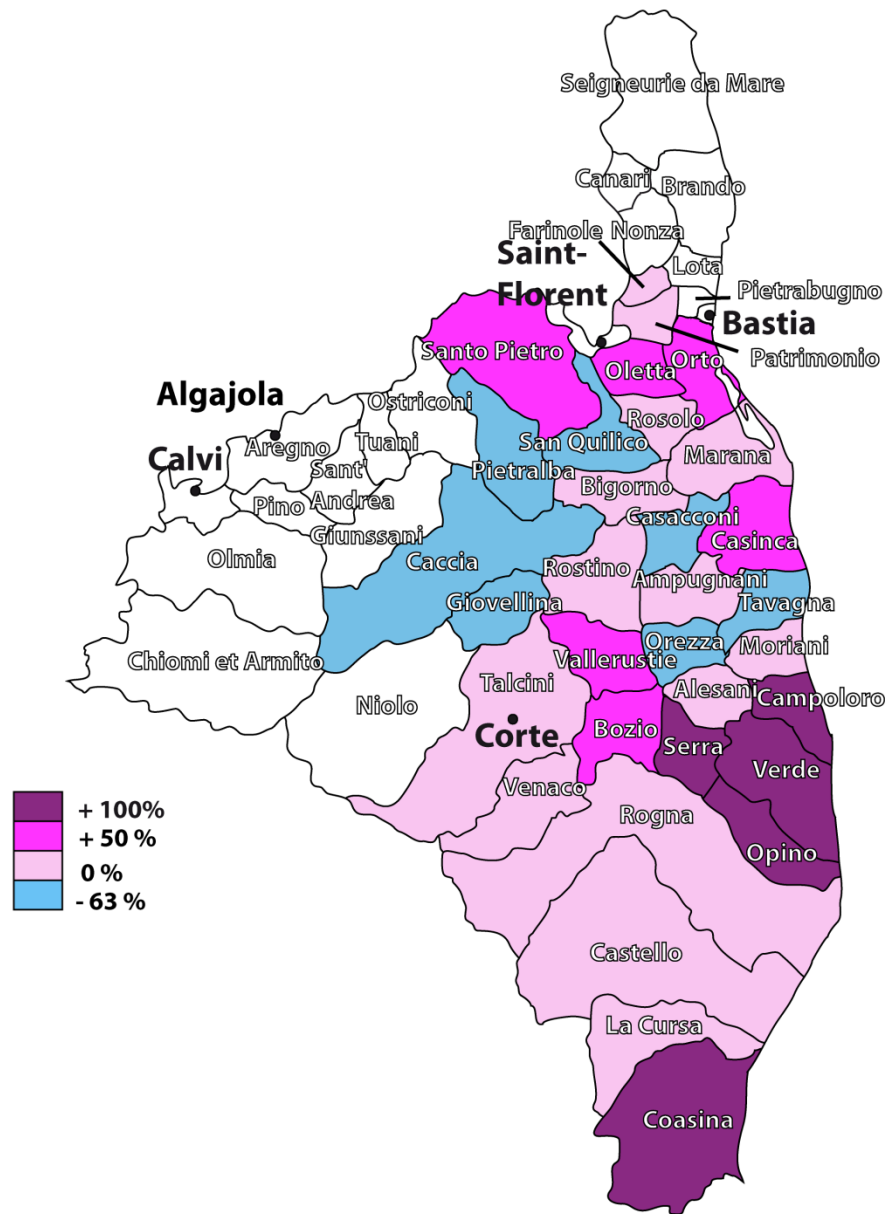 Seigneurie da Mare
Canari
Brando
Farinole
Nonza
Saint-
Florent
Lota
Pietrabugno
Bastia
Patrimonio
Santo Pietro
Oletta
Orto
Algajola
Ostriconi
Rosolo
Calvi
Aregno
Tuani
San Quilico
Marana
Sant'
Andrea
Pietralba
Pino
Bigorno
Casacconi
Giunssani
Casinca
Olmia
Caccia
Rostino
Ampugnani
Giovellina
Tavagna
Orezza
Moriani
Chiomi et Armito
Vallerustie
Talcini
Alesani
Campoloro
Niolo
Corte
Bozio
Serra
Verde
Venaco
Rogna
Opino
+ 100%
+ 50 %
0 %
- 63 %
Castello
La Cursa
Coasina